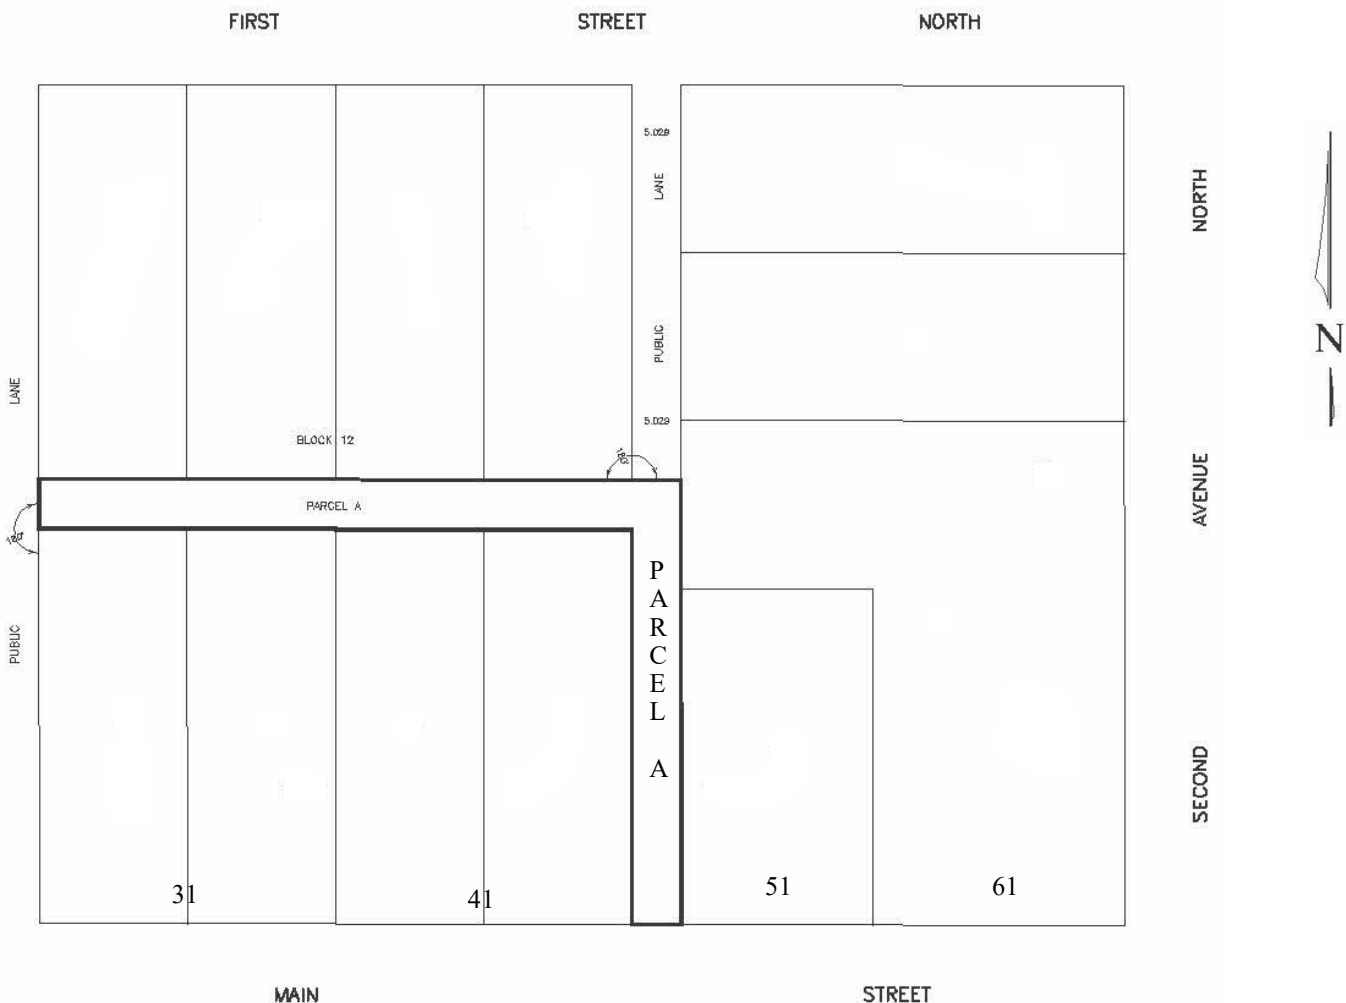 FIRST STREET NORTH
5.029
LANE
NORTH
PUBLIC
N
LANE
5.029
BLOCK 12
AVENUE
PARCEL A
PARCEL A
PUBLIC
SECOND
31
41
51
61
MAIN STREET